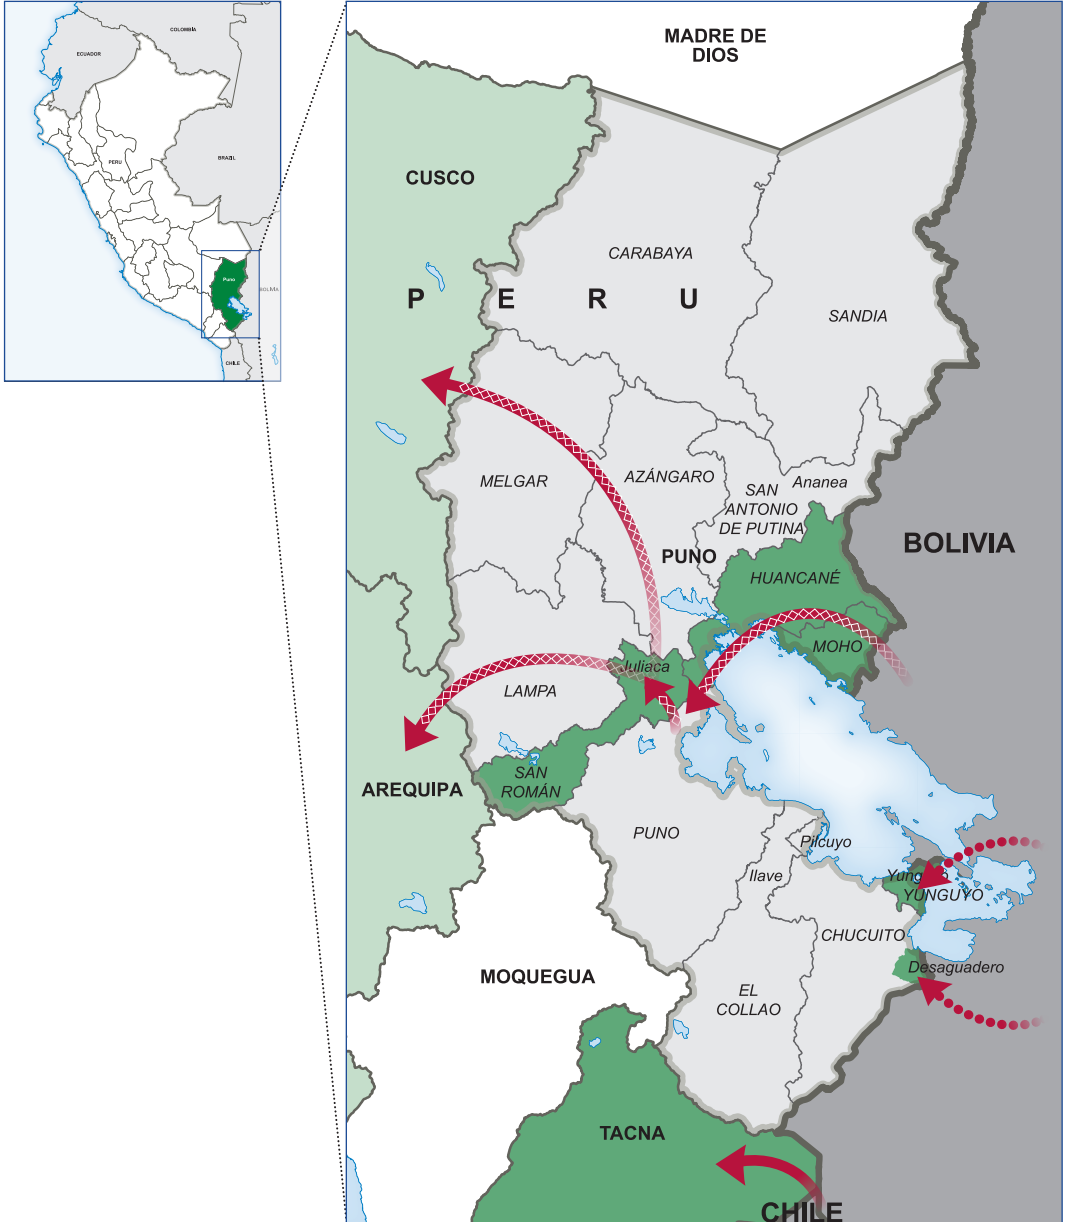 COLOMBIA
ECUADOR
PERU
BRAZIL
Puno
BOLIVIA
CHILE
MADRE DE
DIOS
CUSCO
CARABAYA
P E R U
SANDIA
MELGAR
AZÁNGARO
SAN
ANTONIO
DE PUTINA
Ananea
BOLIVIA
PUNO
HUANCANÉ
MOHO
Juliaca
LAMPA
SAN
ROMÁN
AREQUIPA
PUNO
Pilcuyo
Ilave
Yunguyo
YUNGUYO
CHUCUITO
Desaguadero
MOQUEGUA
EL
COLLAO
TACNA
CHILE